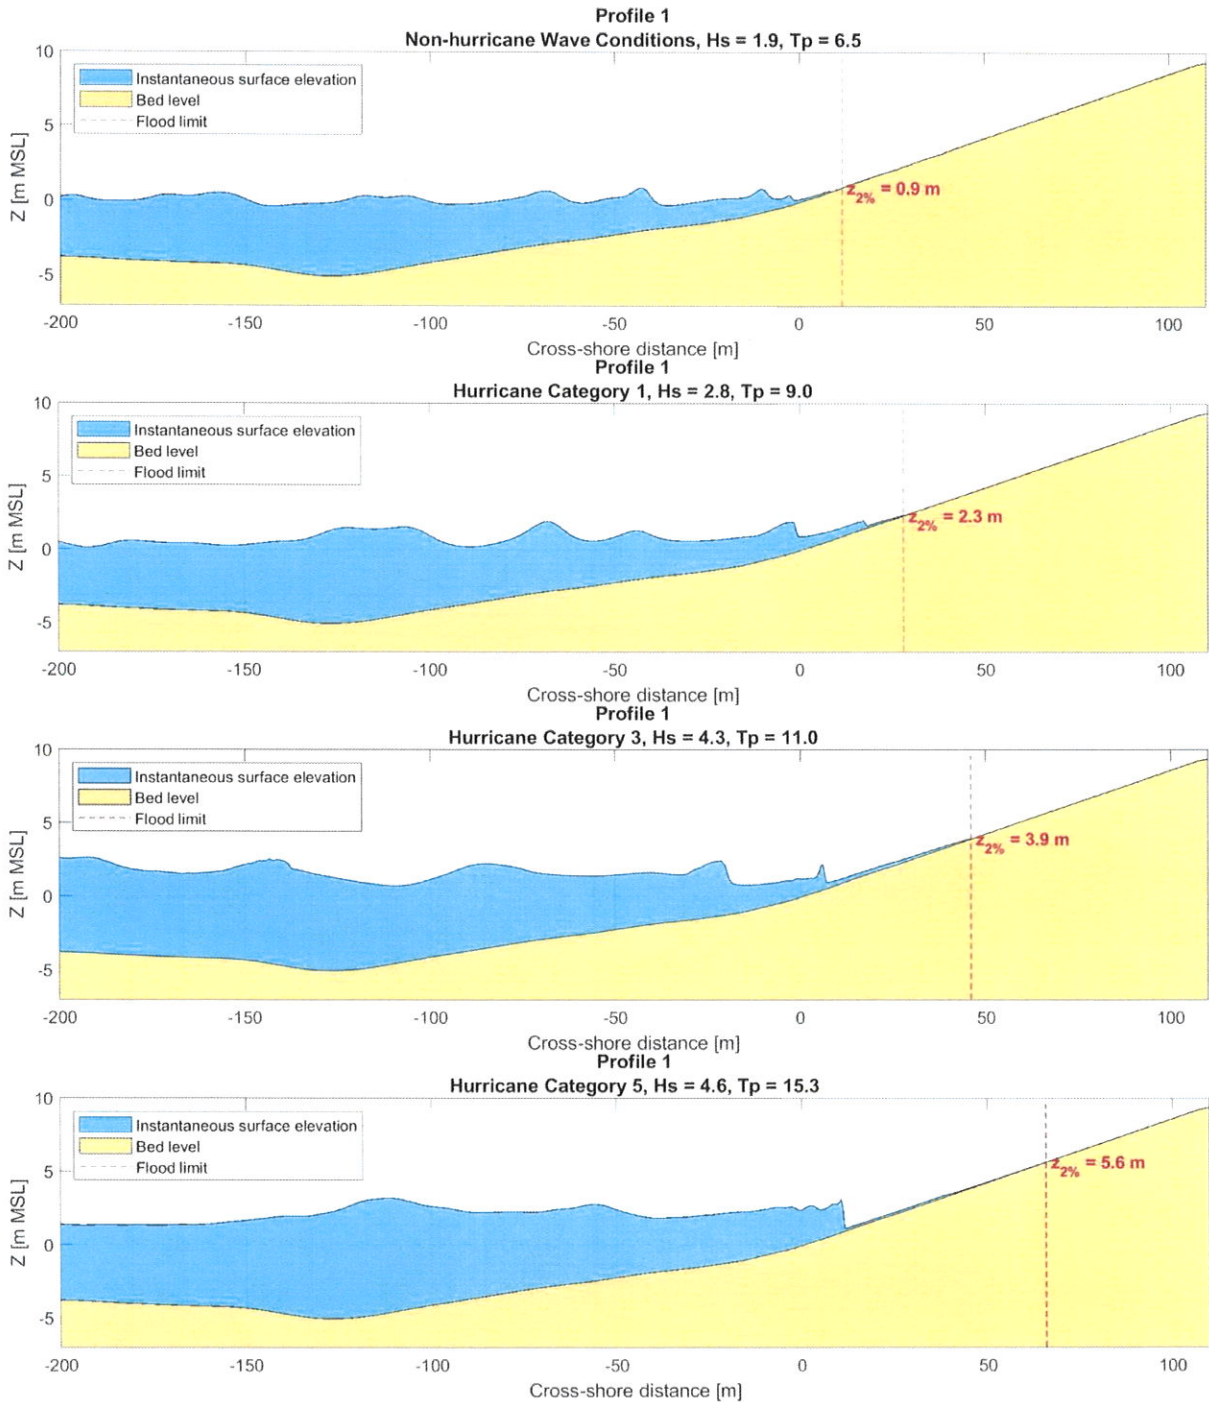 Profile 1
Non-hurricane Wave Conditions, Hs = 1.9, Tp = 6.5
10
5
0
-5
Z [m MSL]
Instantaneous surface elevation
Bed level
Flood limit
z2% = 0.9 m
-200 -150 -100 -50 0 50 100
Cross-shore distance [m]
Profile 1
Hurricane Category 1, Hs = 2.8, Tp = 9.0
10
5
0
-5
Z [m MSL]
Instantaneous surface elevation
Bed level
Flood limit
z2% = 2.3 m
-200 -150 -100 -50 0 50 100
Cross-shore distance [m]
Profile 1
Hurricane Category 3, Hs = 4.3, Tp = 11.0
10
5
0
-5
Z [m MSL]
Instantaneous surface elevation
Bed level
Flood limit
z2% = 3.9 m
-200 -150 -100 -50 0 50 100
Cross-shore distance [m]
Profile 1
Hurricane Category 5, Hs = 4.6, Tp = 15.3
10
5
0
-5
Z [m MSL]
Instantaneous surface elevation
Bed level
Flood limit
z2% = 5.6 m
-200 -150 -100 -50 0 50 100
Cross-shore distance [m]